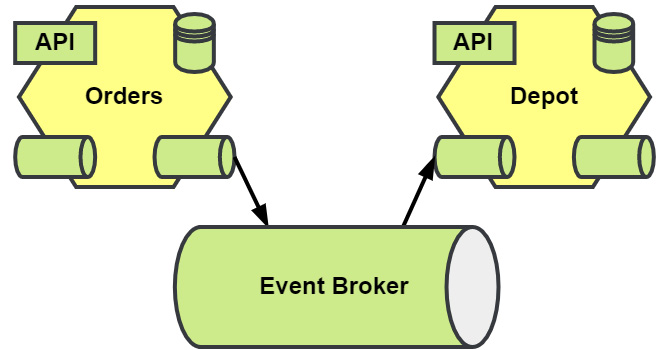 API
API
Orders
Depot
Event Broker